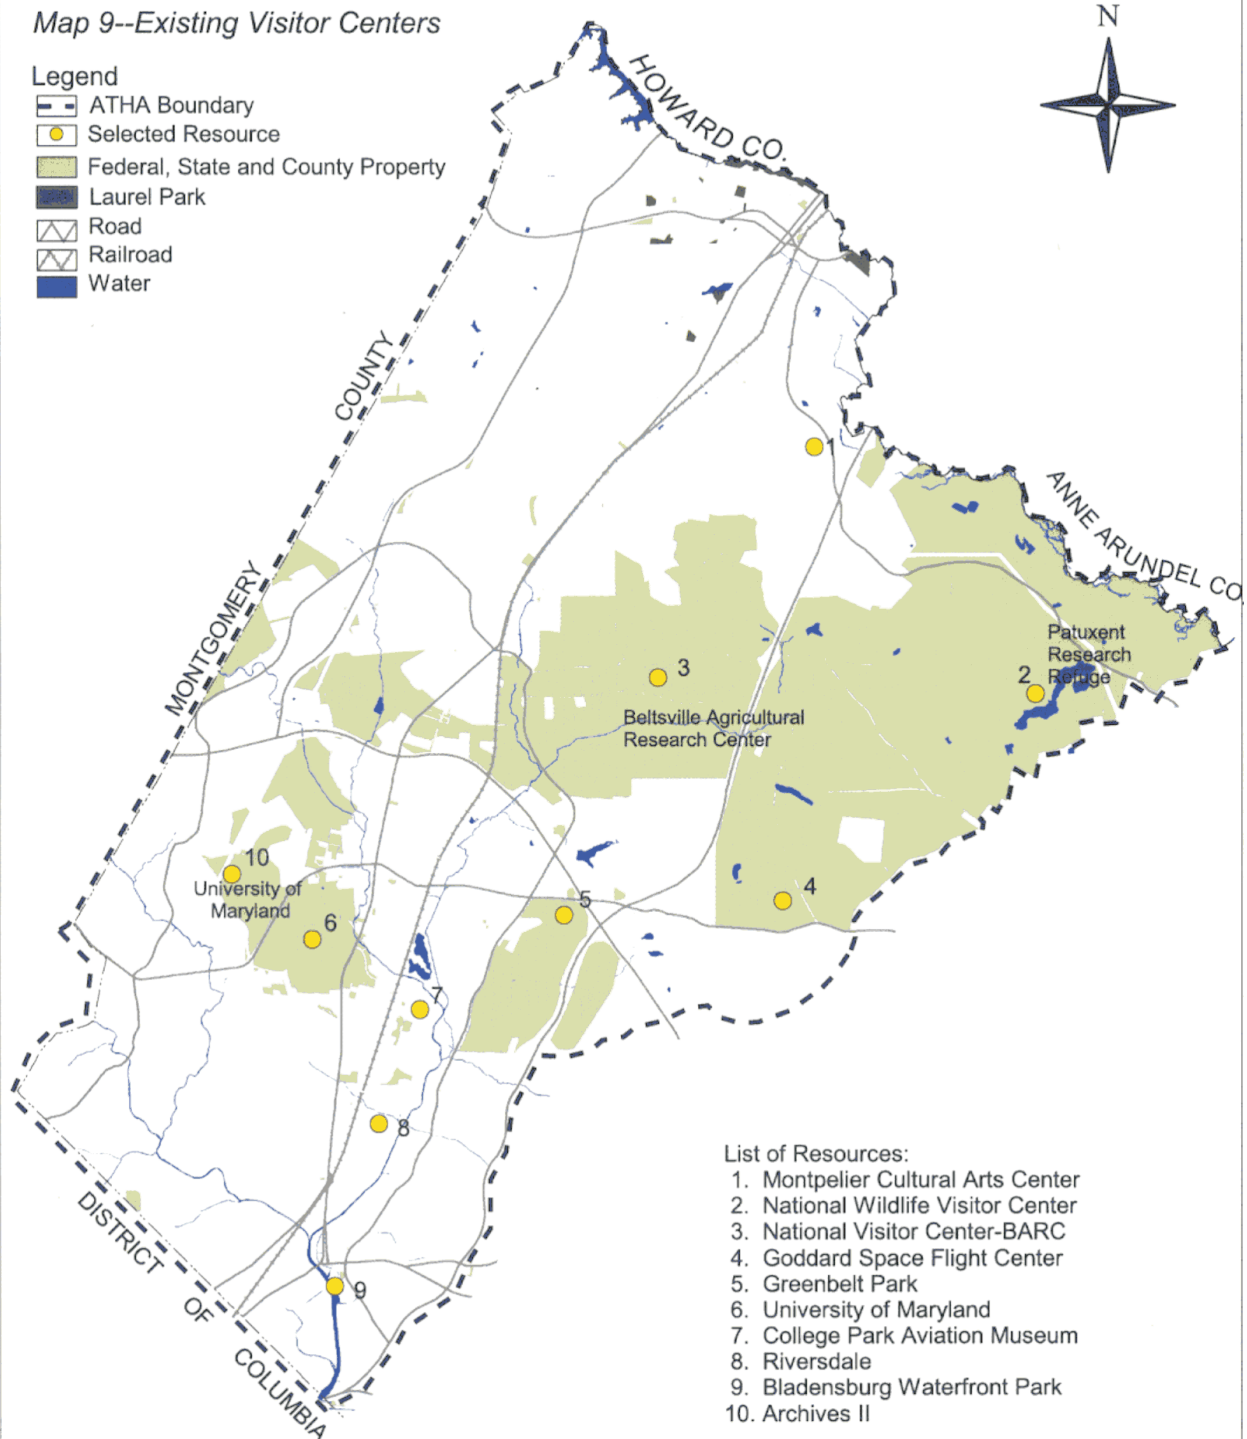 Map 9--Existing Visitor Centers
Legend
ATHA Boundary
Selected Resource
Federal, State and County Property
Laurel Park
Road
Railroad
Water
N
HOWARD CO.
COUNTY
MONTGOMERY
ANNE ARUNDEL CO.
1
Patuxent
Research
Refuge
2
3
Beltsville Agricultural
Research Center
10
University of
Maryland
4
5
6
7
8
9
DISTRICT
OF
COLUMBIA
List of Resources:
1. Montpelier Cultural Arts Center
2. National Wildlife Visitor Center
3. National Visitor Center-BARC
4. Goddard Space Flight Center
5. Greenbelt Park
6. University of Maryland
7. College Park Aviation Museum
8. Riversdale
9. Bladensburg Waterfront Park
10. Archives II